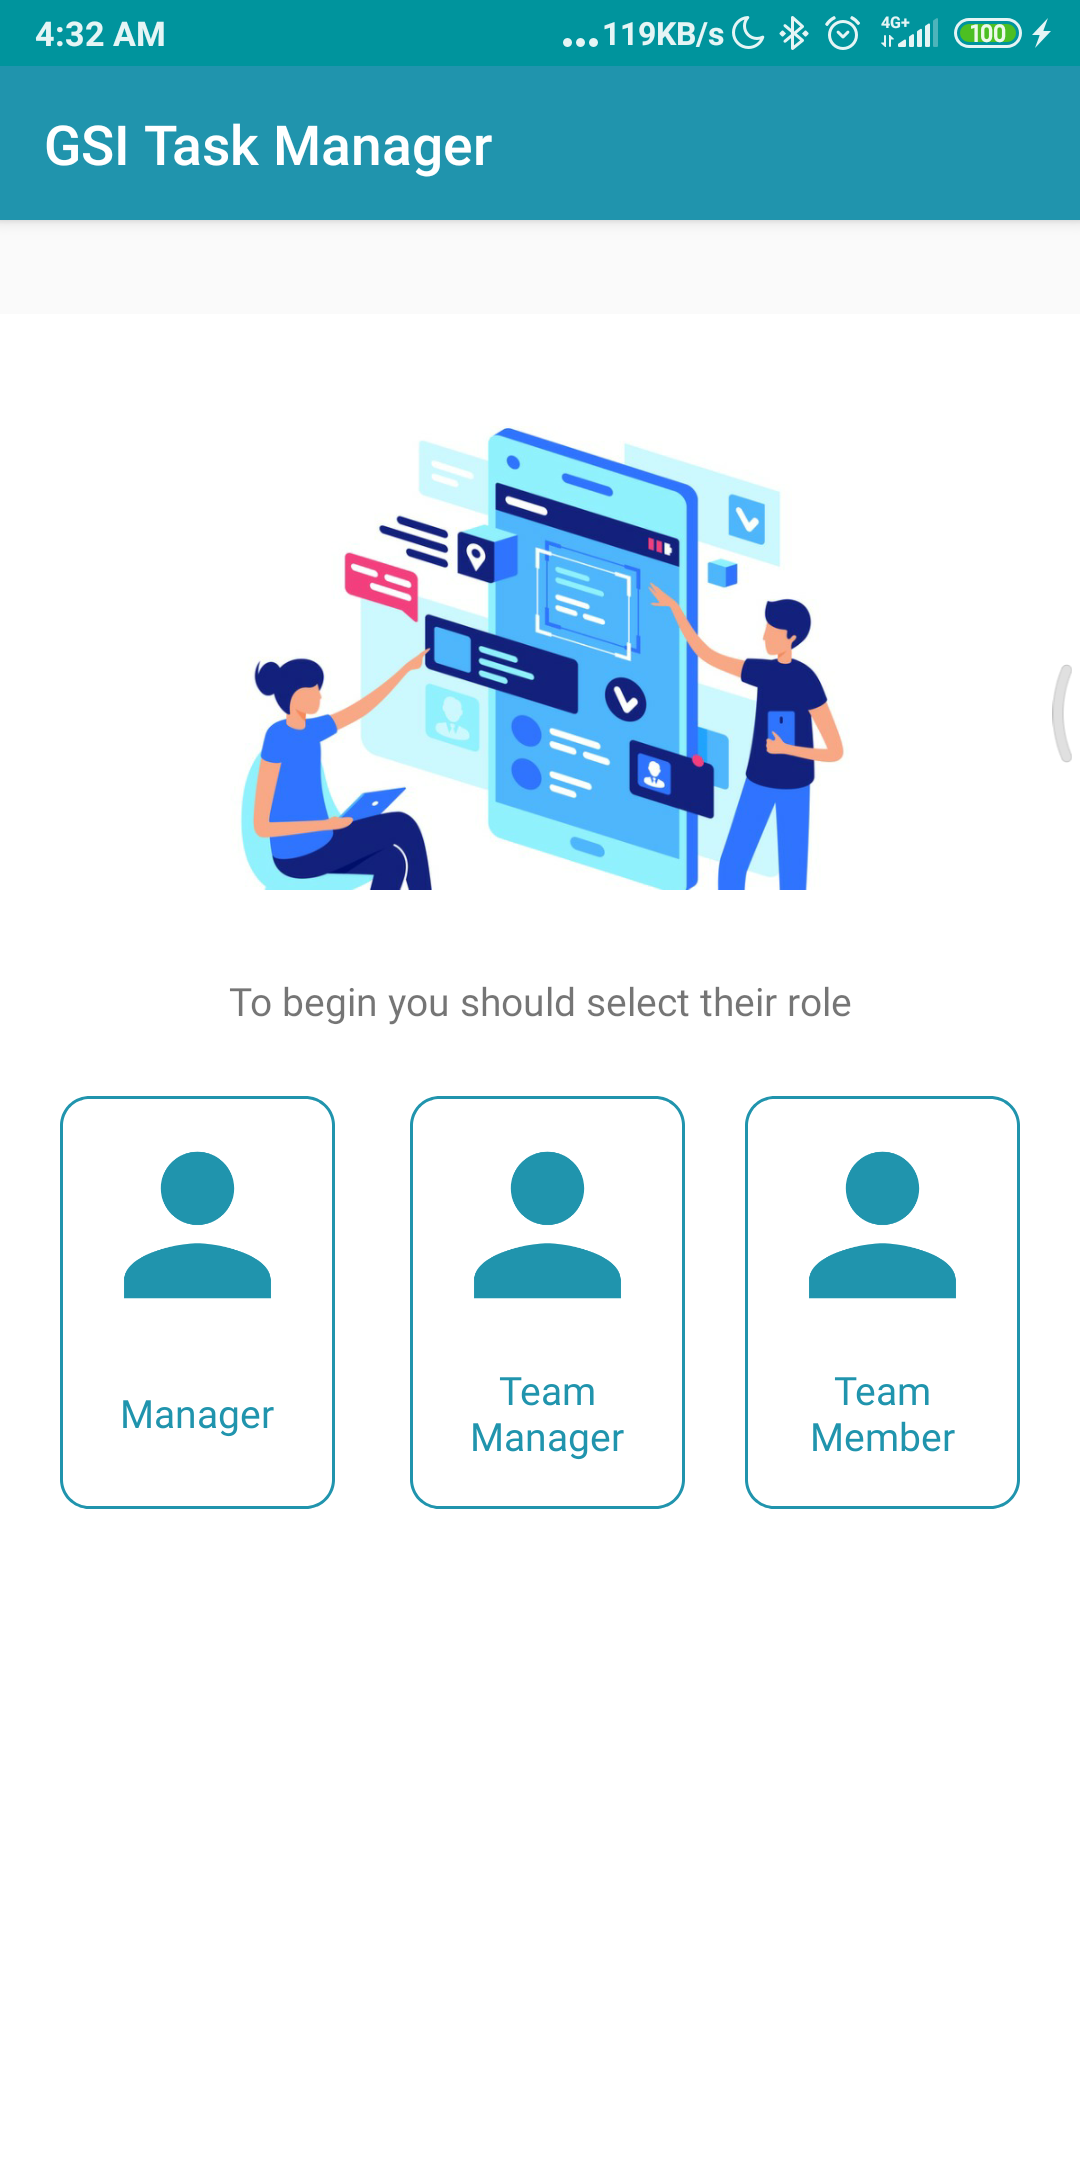 4:32 AM
...119KB/s 4G+ 100
GSI Task Manager
To begin you should select their role
Manager
Team
Manager
Team
Member